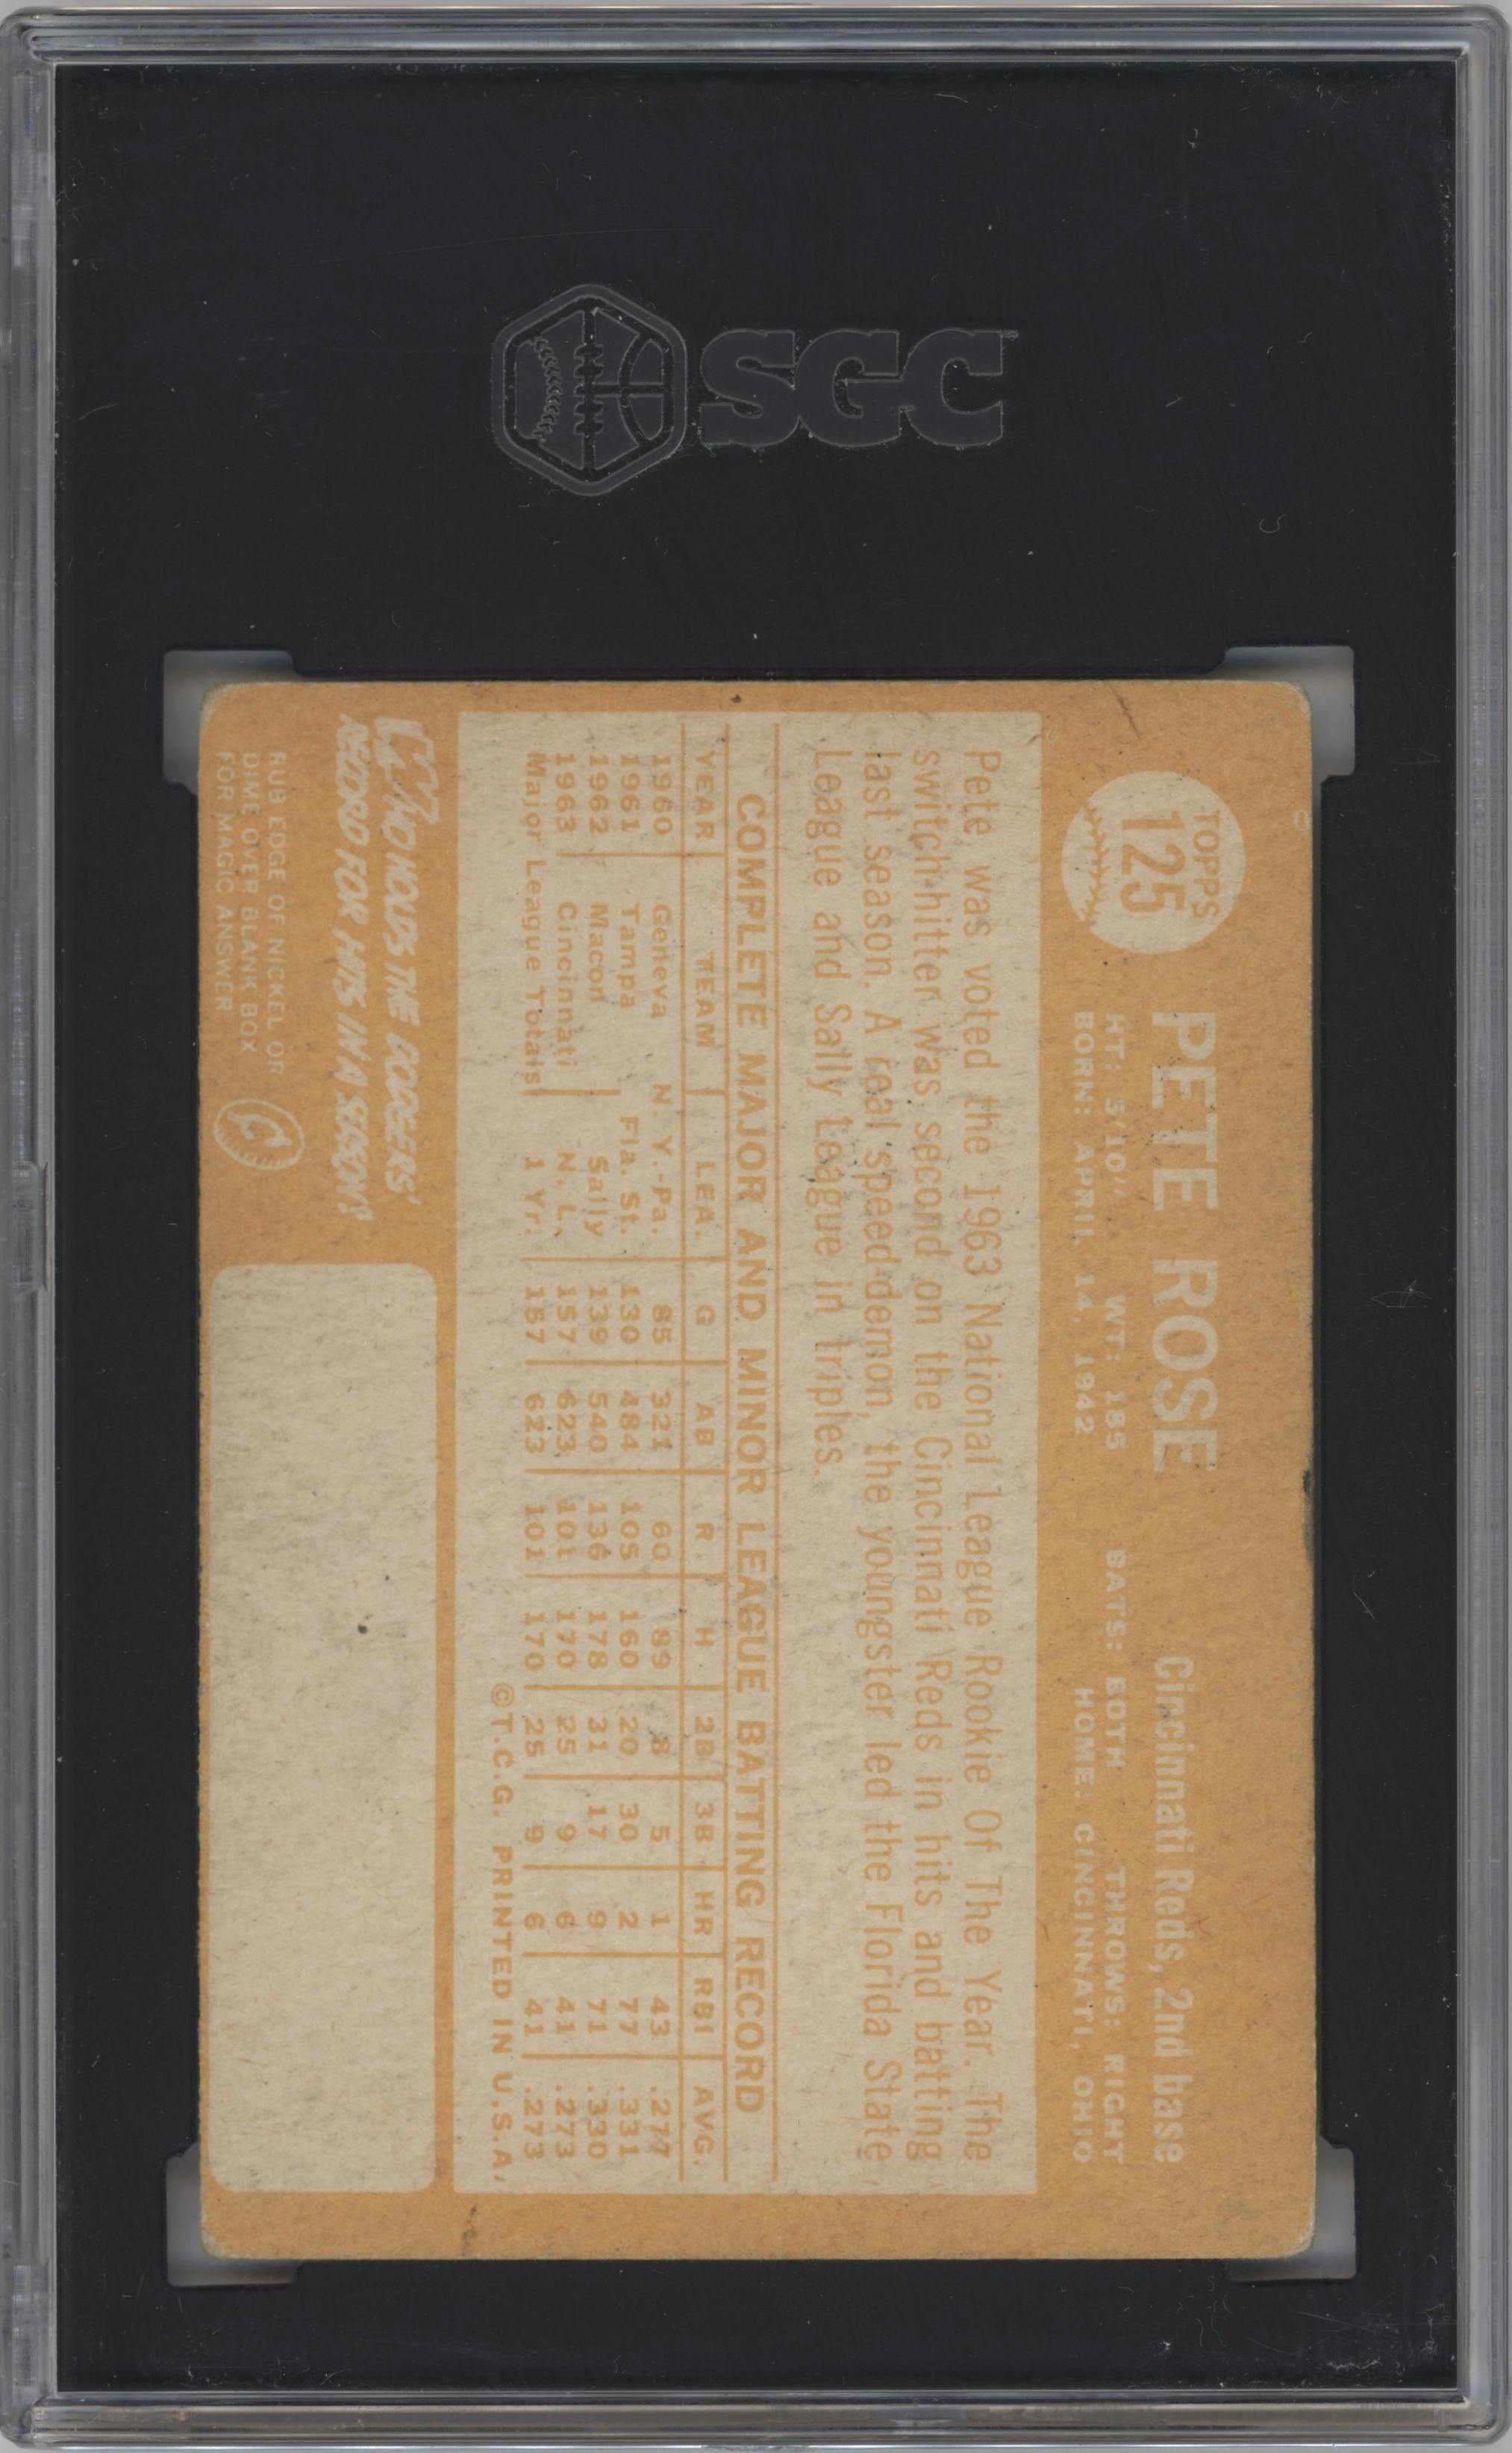 SGC
TOPPS
125
PETE ROSE Cincinnati Reds, 2nd base
HT: 5'10" WT: 185 BATS: BOTH THROWS: RIGHT
BORN: APRIL 14, 1942 HOME: CINCINNATI, OHIO
Pete was voted the 1963 National League Rookie Of The Year. The
switch-hitter was second on the Cincinnati Reds in hits and batting
last season. A real speed-demon, the youngster led the Florida State
League and Sally League in triples.
COMPLETE MAJOR AND MINOR LEAGUE BATTING RECORD
YEAR TEAM LEA. G AB R H 2B 3B HR RBI AVG.
1960 Geneva N. Y.-Pa. 85 321 60 89 8 5 1 43 .277
1961 Tampa Fla. St. 130 484 105 160 20 30 2 77 .331
1962 Macon Sally 139 540 136 178 31 17 9 71 .330
1963 Cincinnati N. L. 157 623 101 170 25 9 6 41 .273
Major League Totals 1 Yr. 157 623 101 170 25 9 6 41 .273
©T.C.G. PRINTED IN U.S.A.
WHO HOLDS THE DODGERS'
RECORD FOR HITS IN A SEASON?
RUB EDGE OF NICKEL OR
DIME OVER BLANK BOX
FOR MAGIC ANSWER